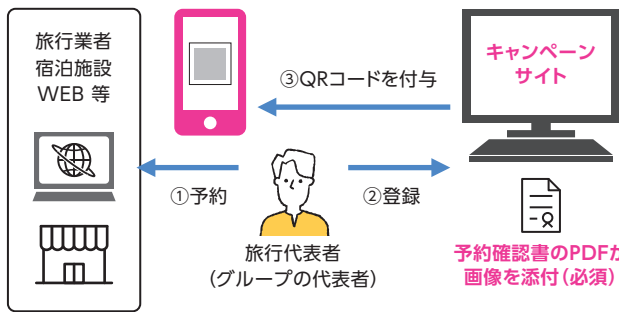 旅行業者
宿泊施設
WEB 等
キャンペーン
サイト
③QRコードを付与
①予約
②登録
旅行代表者
(グループの代表者)
予約確認書のPDFか
画像を添付(必須)